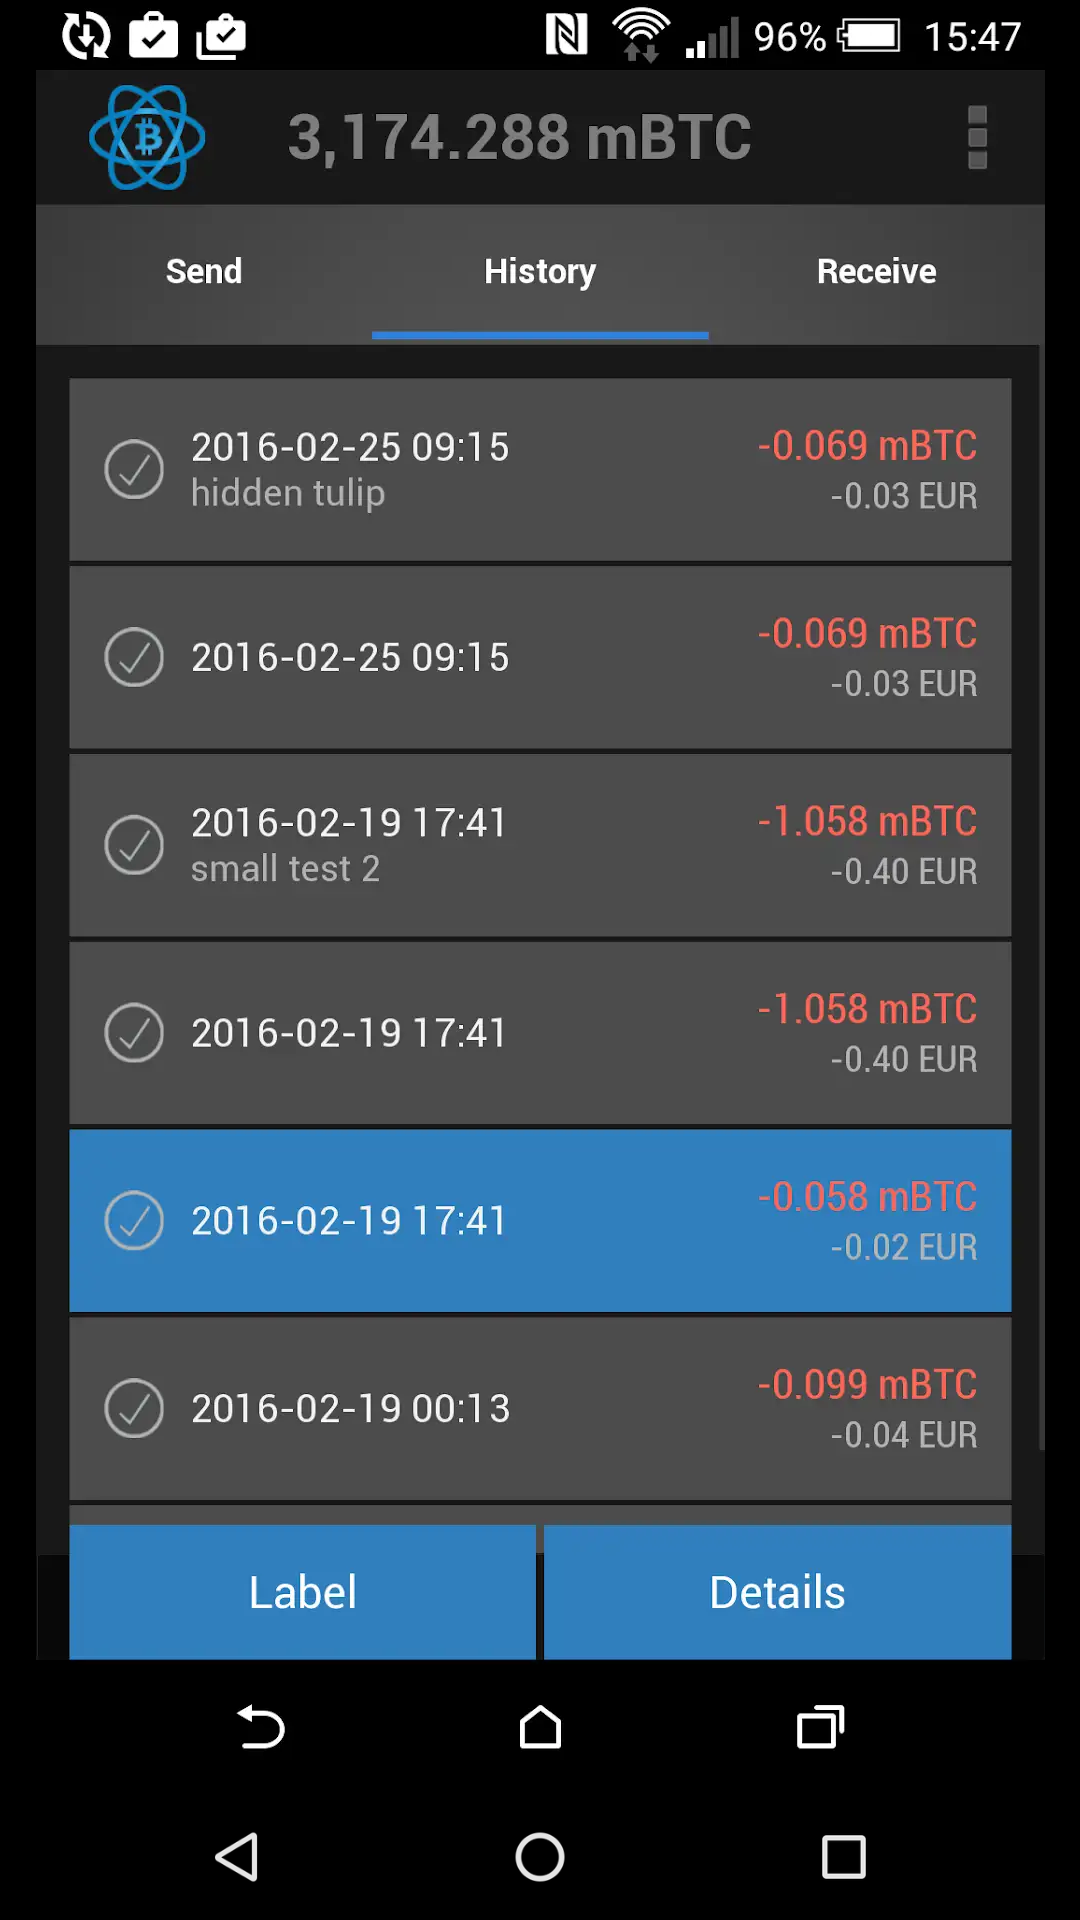 96% 15:47
3,174.288 mBTC
Send History Receive
2016-02-25 09:15 -0.069 mBTC
hidden tulip -0.03 EUR
2016-02-25 09:15 -0.069 mBTC
-0.03 EUR
2016-02-19 17:41 -1.058 mBTC
small test 2 -0.40 EUR
2016-02-19 17:41 -1.058 mBTC
-0.40 EUR
2016-02-19 17:41 -0.058 mBTC
-0.02 EUR
2016-02-19 00:13 -0.099 mBTC
-0.04 EUR
Label Details